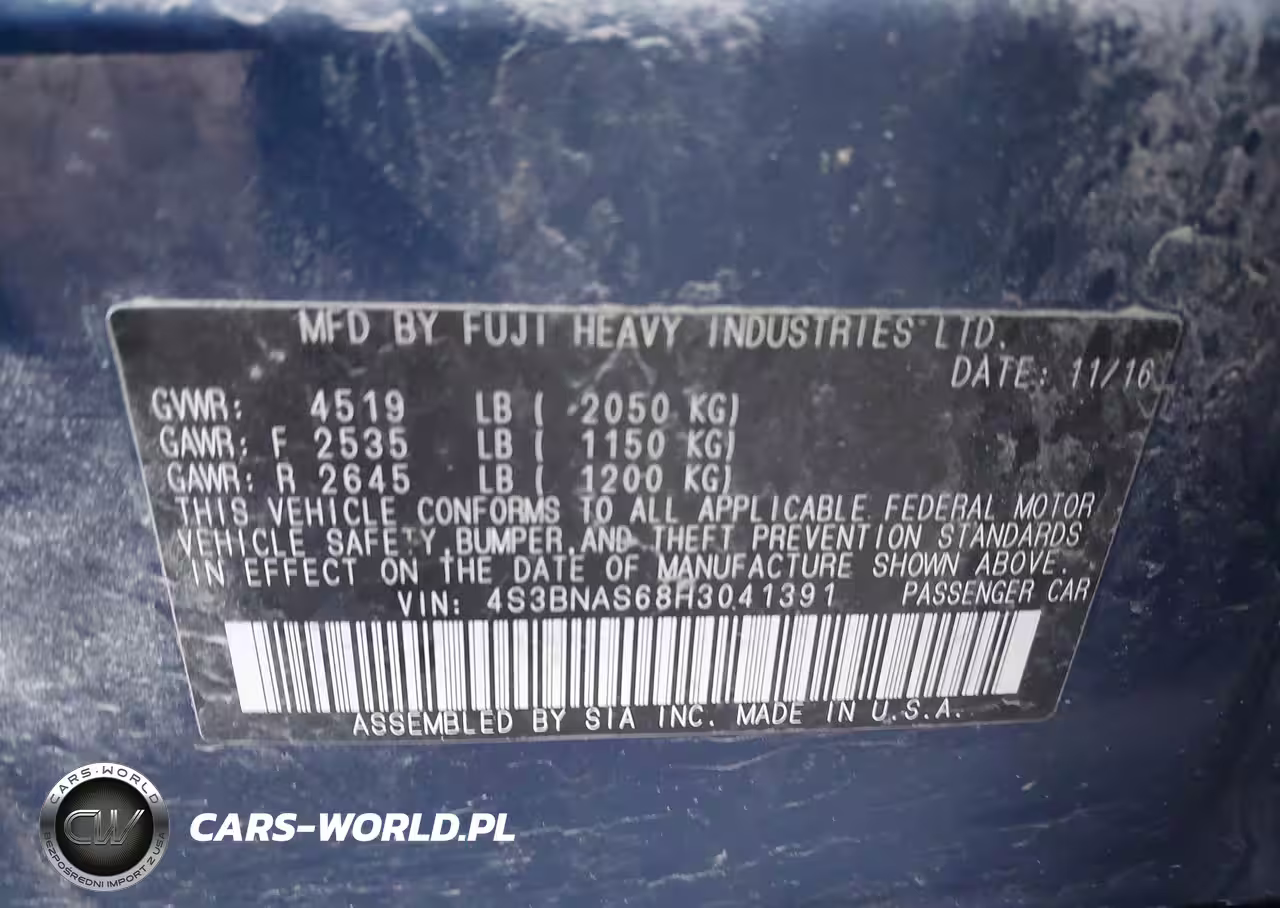 MFD BY FUJI HEAVY INDUSTRIES LTD.
DATE: 11/16
GVWR: 4519 LB ( 2050 KG)
GAWR: F 2535 LB ( 1150 KG)
GAWR: R 2645 LB ( 1200 KG)
THIS VEHICLE CONFORMS TO ALL APPLICABLE FEDERAL MOTOR
VEHICLE SAFETY, BUMPER, AND THEFT PREVENTION STANDARDS
IN EFFECT ON THE DATE OF MANUFACTURE SHOWN ABOVE.
VIN: 4S3BNAS68H3041391 PASSENGER CAR
ASSEMBLED BY SIA INC. MADE IN U.S.A.
CARS-WORLD
CW
BEZPOŚREDNI IMPORT Z USA
CARS-WORLD.PL